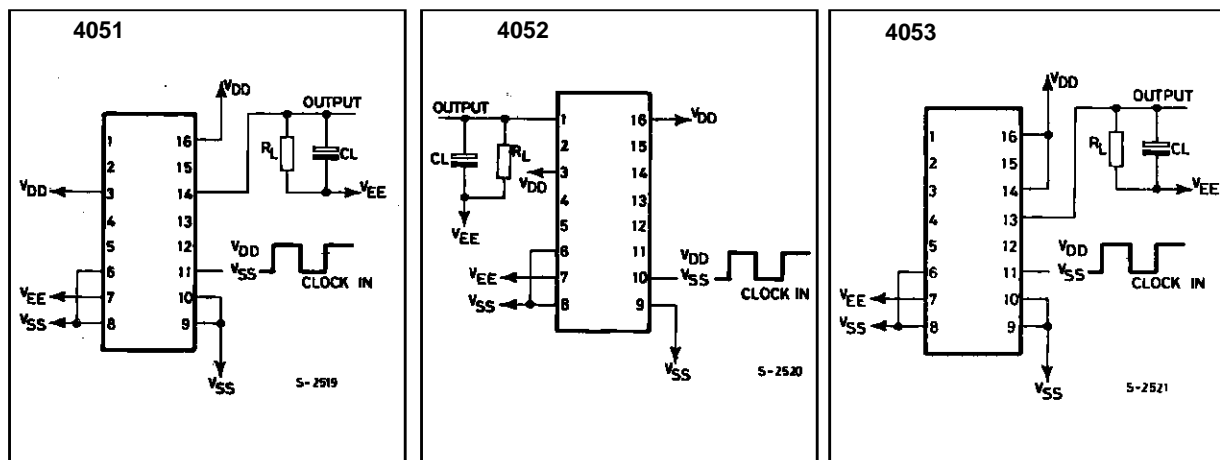 4051
VDD
OUTPUT
1
16
2
15
RL
CL
VDD
3
14
VEE
4
13
5
12
VDD
6
11
VSS
CLOCK IN
VEE
7
10
VSS
8
9
VSS
S-2519
4052
OUTPUT
1
16
VDD
2
15
CL
RL
3
14
VDD
4
13
VEE
5
12
6
11
VDD
VEE
7
10
VSS
CLOCK IN
VSS
8
9
VSS
S-2520
4053
VDD
OUTPUT
1
16
2
15
RL
CL
3
14
VEE
4
13
5
12
VDD
6
11
VSS
CLOCK IN
VEE
7
10
VSS
8
9
VSS
S-2521